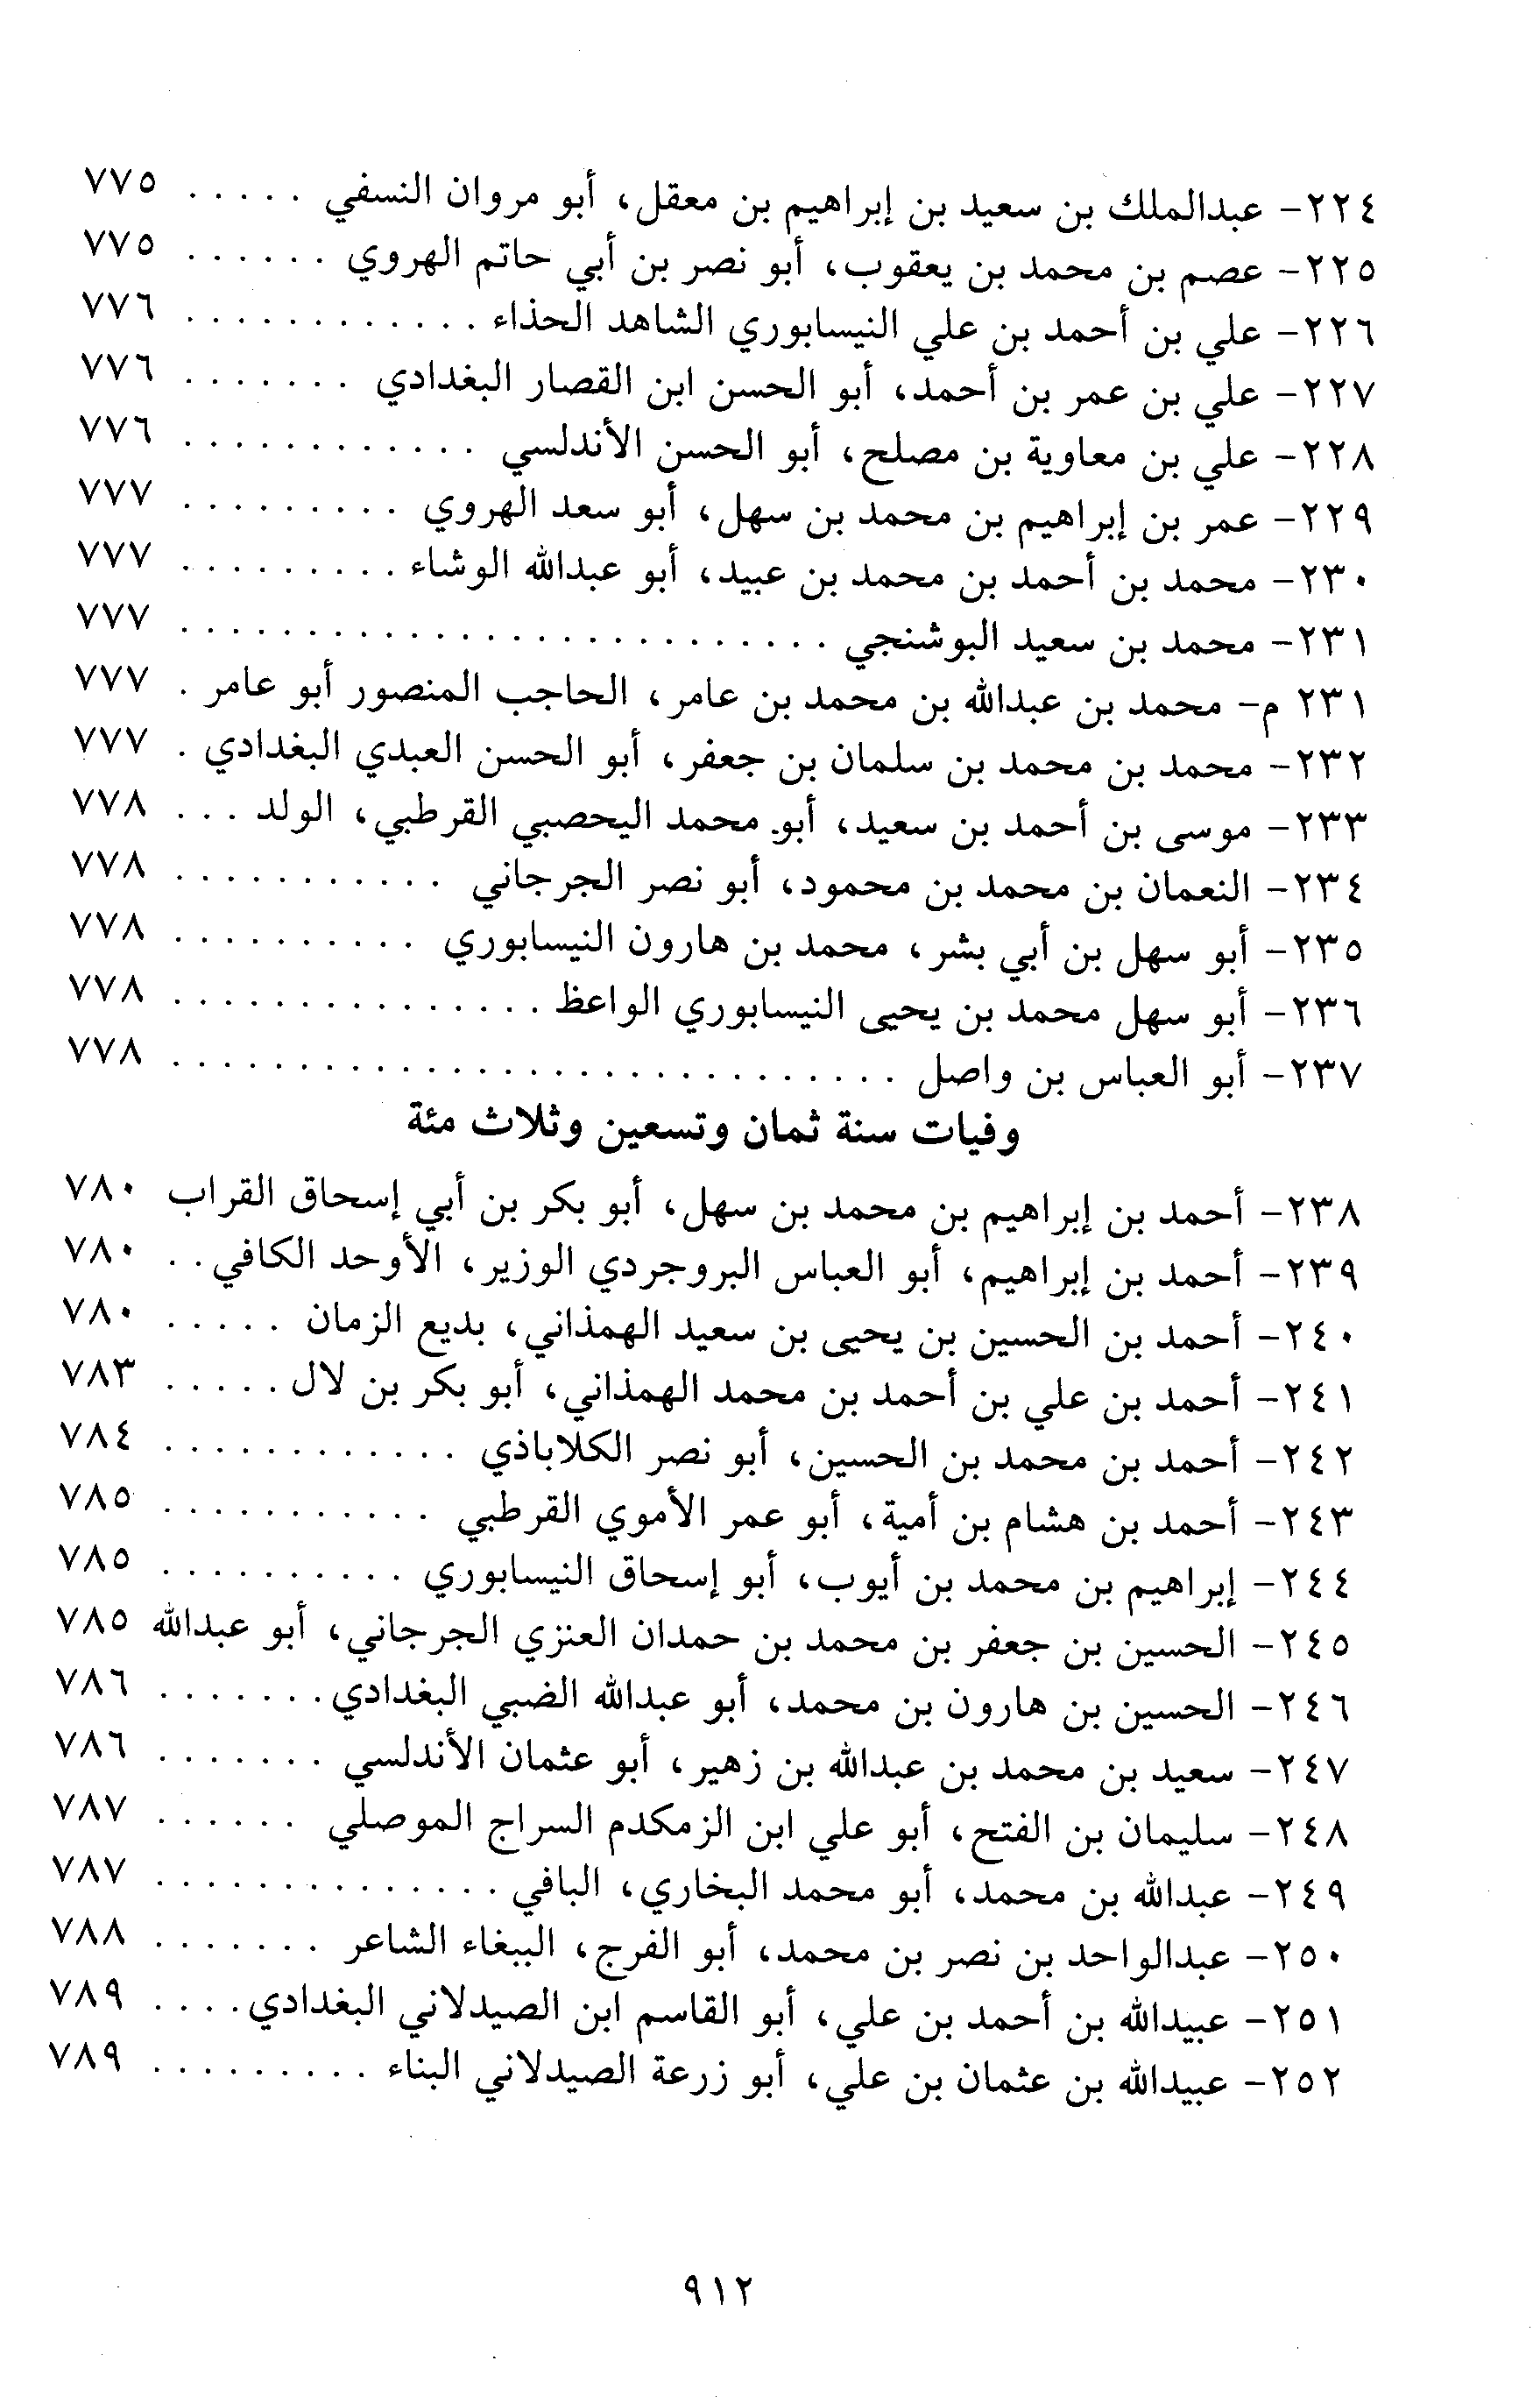 ٢٢٤- عبدالملك بن سعيد بن إبراهيم بن معقل، أبو مروان النسفي ..... ٧٧٥
٢٢٥- عصم بن محمد بن يعقوب، أبو نصر بن أبي حاتم الهروي ...... ٧٧٥
٢٢٦- علي بن أحمد بن علي النيسابوري الشاهد الحذاء ............ ٧٧٦
٢٢٧- علي بن عمر بن أحمد، أبو الحسن ابن القصار البغدادي ....... ٧٧٦
٢٢٨- علي بن معاوية بن مصلح، أبو الحسن الأندلسي ............ ٧٧٦
٢٢٩- عمر بن إبراهيم بن محمد بن سهل، أبو سعد الهروي ......... ٧٧٧
٢٣٠- محمد بن أحمد بن محمد بن عبيد، أبو عبدالله الوشاء ......... ٧٧٧
٢٣١- محمد بن سعيد البوشنجي .......................... ٧٧٧
٢٣١ م- محمد بن عبدالله بن محمد بن عامر، الحاجب المنصور أبو عامر . ٧٧٧
٢٣٢- محمد بن محمد بن سلمان بن جعفر، أبو الحسن العبدي البغدادي . ٧٧٧
٢٣٣- موسى بن أحمد بن سعيد، أبو محمد اليحصبي القرطبي، الولد ... ٧٧٨
٢٣٤- النعمان بن محمد بن محمود، أبو نصر الجرجاني ........... ٧٧٨
٢٣٥- أبو سهل بن أبي بشر، محمد بن هارون النيسابوري .......... ٧٧٨
٢٣٦- أبو سهل محمد بن يحيى النيسابوري الواعظ ............... ٧٧٨
٢٣٧- أبو العباس بن واصل ............................. ٧٧٨
وفيات سنة ثمان وتسعين وثلاث مئة
٢٣٨- أحمد بن إبراهيم بن محمد بن سهل، أبو بكر بن أبي إسحاق القراب ٧٨٠
٢٣٩- أحمد بن إبراهيم، أبو العباس البروجردي الوزير، الأوحد الكافي .. ٧٨٠
٢٤٠- أحمد بن الحسين بن يحيى بن سعيد الهمذاني، بديع الزمان ..... ٧٨٠
٢٤١- أحمد بن علي بن أحمد بن محمد الهمذاني، أبو بكر بن لال ..... ٧٨٣
٢٤٢- أحمد بن محمد بن الحسين، أبو نصر الكلاباذي ............ ٧٨٤
٢٤٣- أحمد بن هشام بن أمية، أبو عمر الأموي القرطبي ........... ٧٨٥
٢٤٤- إبراهيم بن محمد بن أيوب، أبو إسحاق النيسابوري .......... ٧٨٥
٢٤٥- الحسين بن جعفر بن محمد بن حمدان العنزي الجرجاني، أبو عبدالله ٧٨٥
٢٤٦- الحسين بن هارون بن محمد، أبو عبدالله الضبي البغدادي ....... ٧٨٦
٢٤٧- سعيد بن محمد بن عبدالله بن زهير، أبو عثمان الأندلسي ....... ٧٨٦
٢٤٨- سليمان بن الفتح، أبو علي ابن الزمكدم السراج الموصلي ...... ٧٨٧
٢٤٩- عبدالله بن محمد، أبو محمد البخاري، البافي .............. ٧٨٧
٢٥٠- عبدالواحد بن نصر بن محمد، أبو الفرج، الببغاء الشاعر ....... ٧٨٨
٢٥١- عبيدالله بن أحمد بن علي، أبو القاسم ابن الصيدلاني البغدادي .... ٧٨٩
٢٥٢- عبيدالله بن عثمان بن علي، أبو زرعة الصيدلاني البناء ......... ٧٨٩
٩١٢